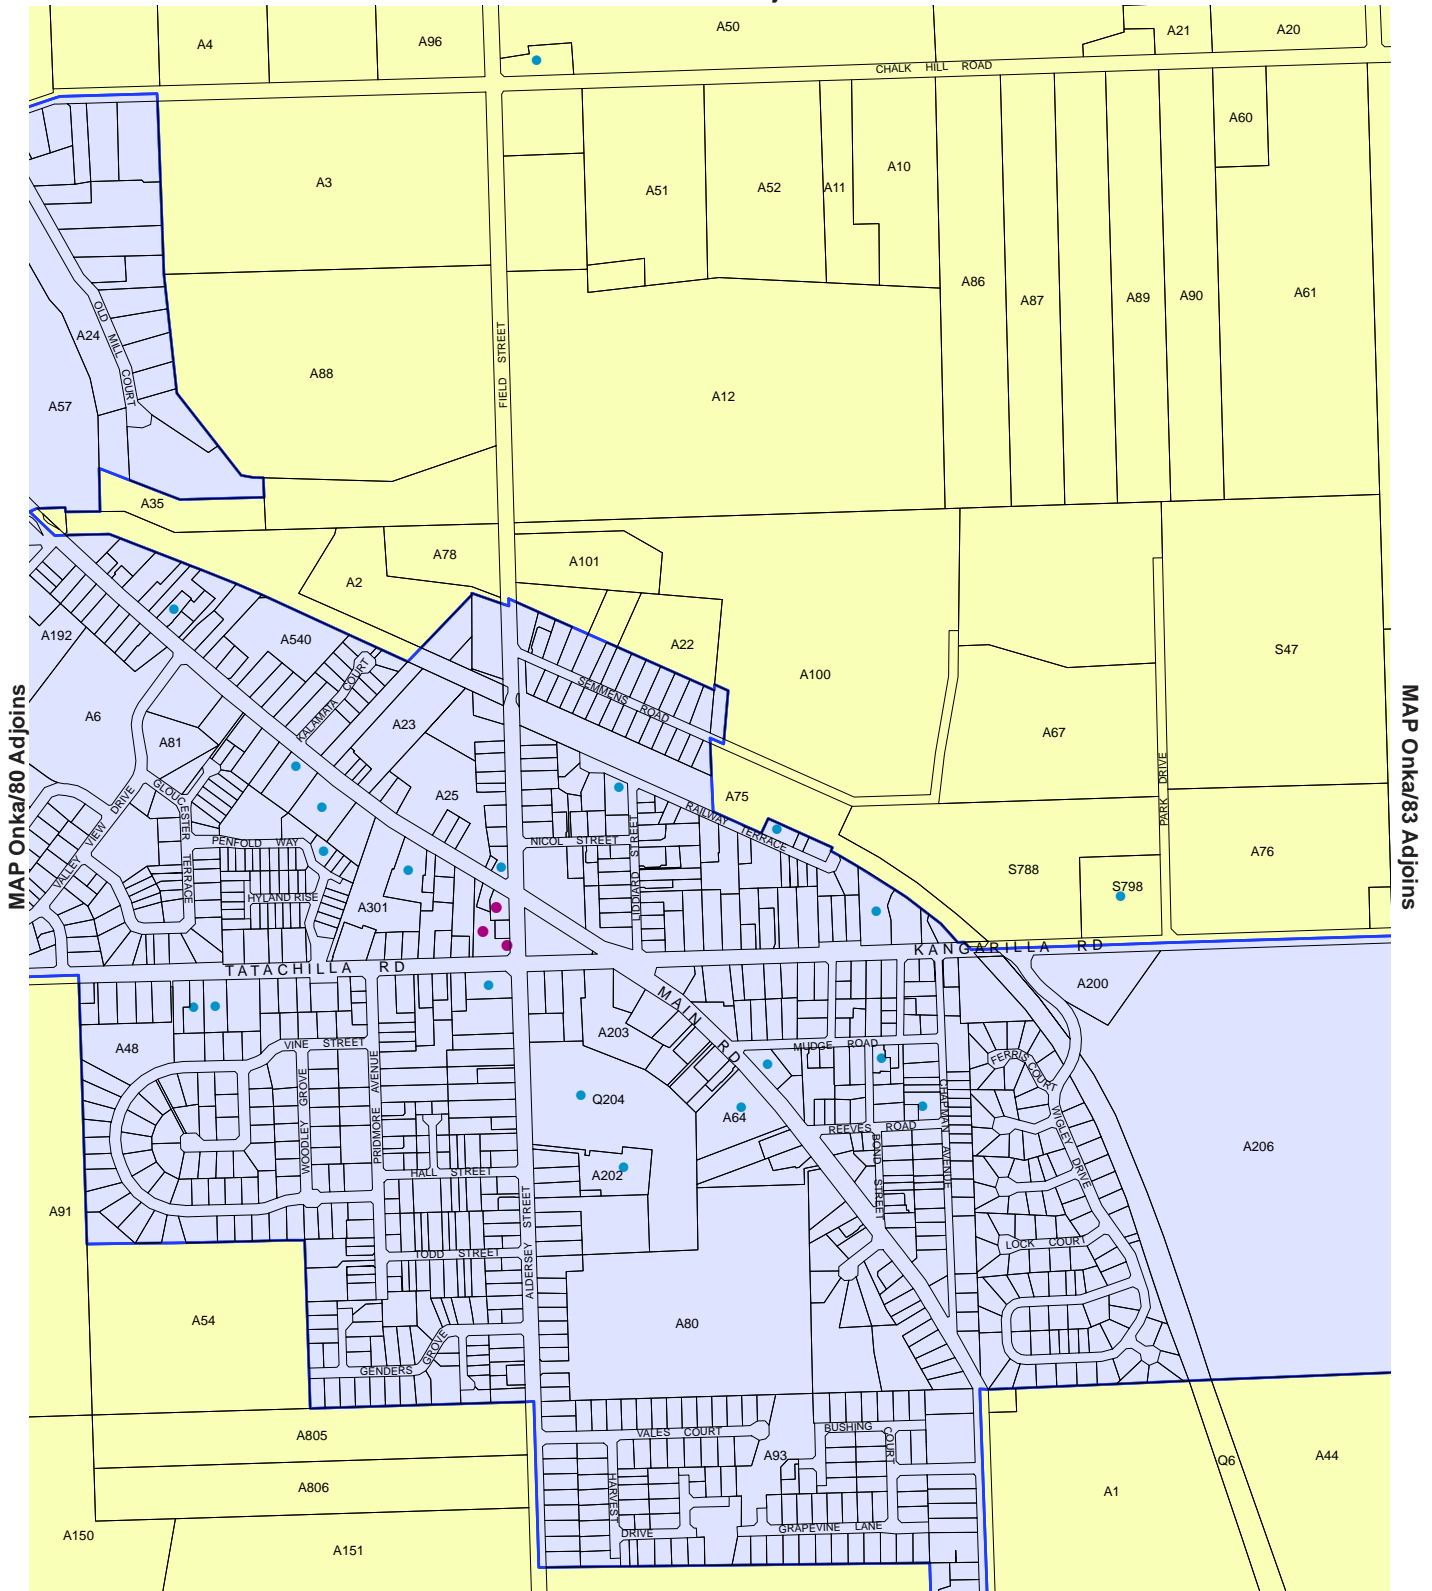 A50
A21
A20
A4
A96
CHALK HILL ROAD
A60
A3
A51
A52
A11
A10
A86
A87
A89
A90
A61
OLD MILL COURT
A24
FIELD STREET
A88
A12
A57
A35
A78
A101
A2
A192
A540
A22
S47
A100
SEMMENS ROAD
KALAMATA COURT
MAP Onka/80 Adjoins
MAP Onka/83 Adjoins
A6
A23
A81
A67
PARK DRIVE
A25
A75
GLOUCESTER TERRACE
VALLEY VIEW DRIVE
RAILWAY TERRACE
PENFOLD WAY
NICOL STREET
LIDDIARD STREET
A76
S788
S798
HYLAND RISE
A301
KANGARILLA RD
TATACHILLA RD
A200
MAIN RD
A203
A48
VINE STREET
MUDGE ROAD
FERRIS COURT
WOODLEY GROVE
PRIDMORE AVENUE
Q204
A64
CHAPMAN AVENUE
WIGLEY DRIVE
REEVES ROAD
BOND STREET
A206
HALL STREET
A202
A91
ALDERSEY STREET
LOCK COURT
TODD STREET
A54
A80
GENDERS GROVE
A805
VALES COURT
BUSHING COURT
A93
A44
Q6
A806
HARVEST DRIVE
A1
GRAPEVINE LANE
A150
A151